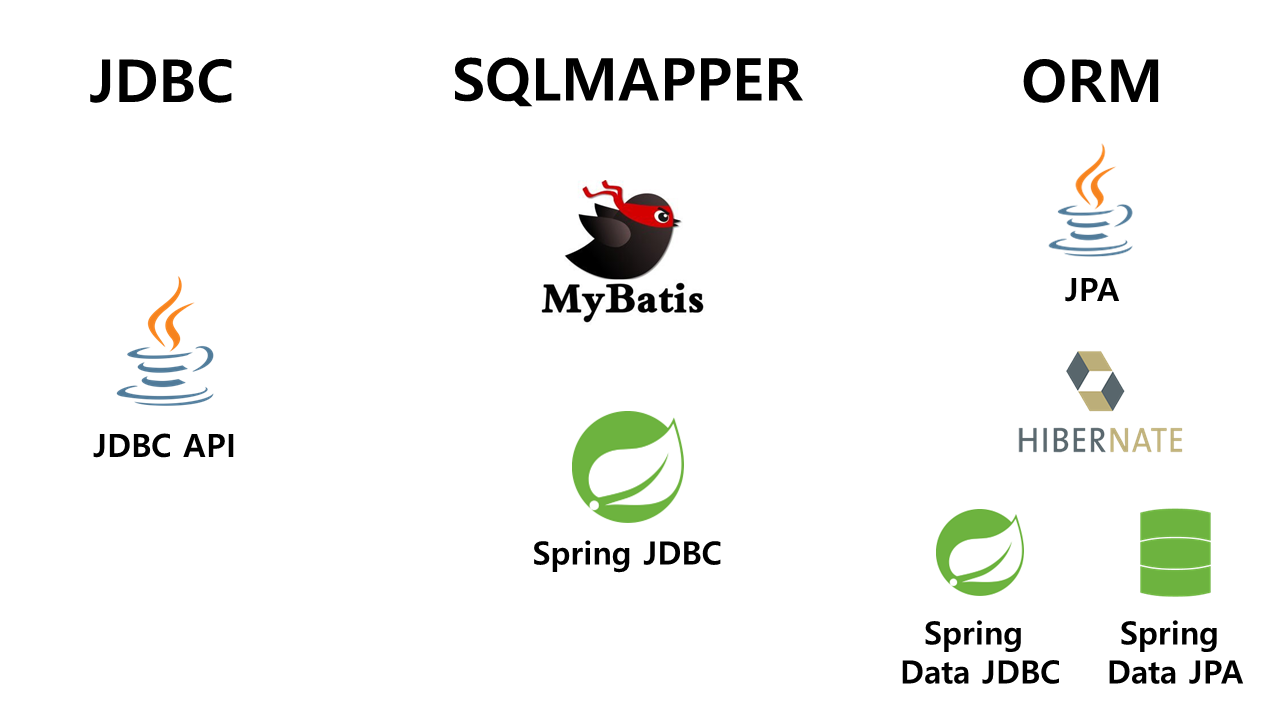 JDBC
SQLMAPPER
ORM
JDBC API
MyBatis
Spring JDBC
JPA
HIBERNATE
Spring
Data JDBC
Spring
Data JPA